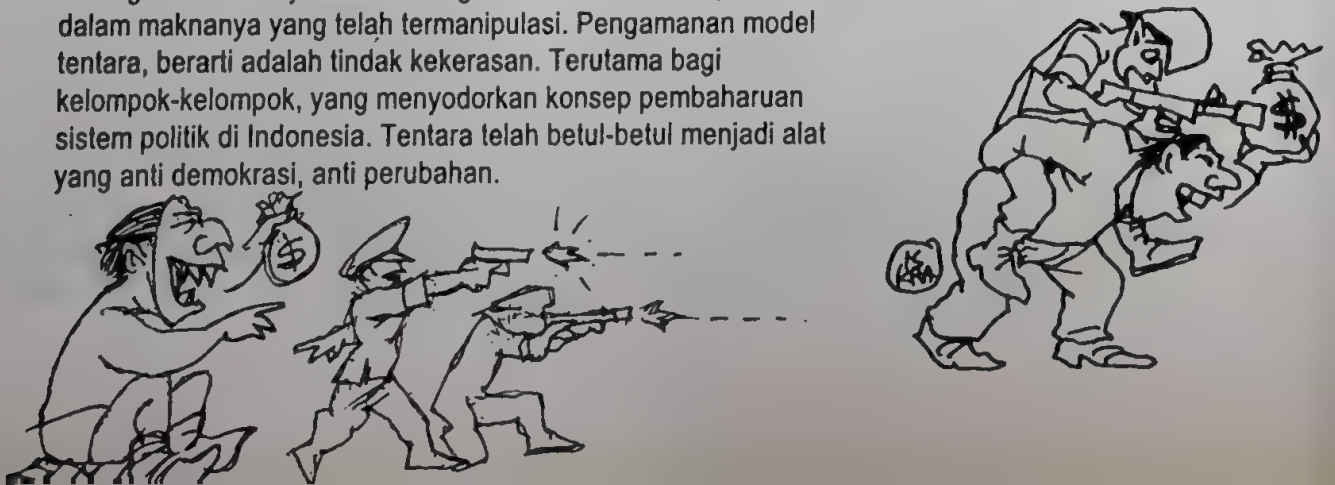 dalam maknanya yang telah termanipulasi. Pengamanan model
tentara, berarti adalah tindak kekerasan. Terutama bagi
kelompok-kelompok, yang menyodorkan konsep pembaharuan
sistem politik di Indonesia. Tentara telah betul-betul menjadi alat
yang anti demokrasi, anti perubahan.
$
$